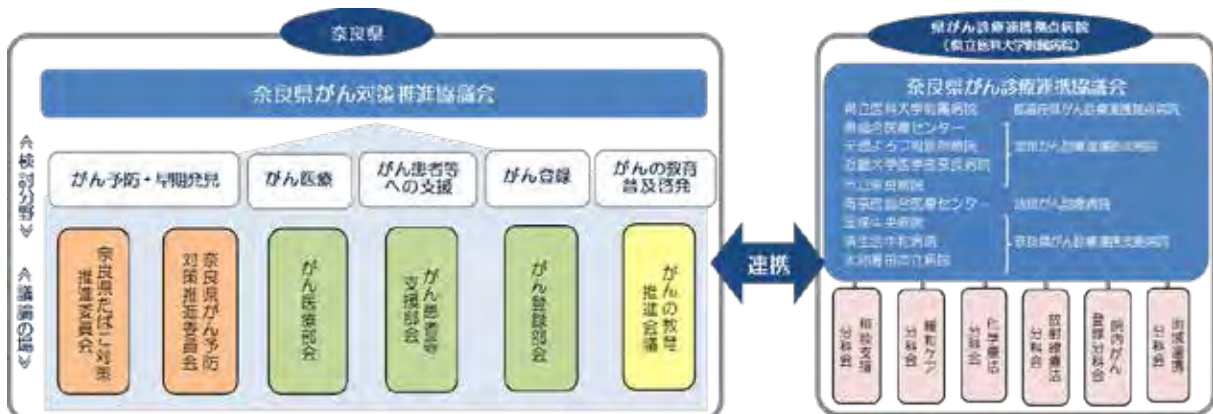 奈良県
奈良県がん対策推進協議会
≪検討分野≫
がん予防・早期発見
がん医療
がん患者等
への支援
がん登録
がんの教育
普及啓発
≪議論の場≫
奈良県たばこ対策
推進委員会
奈良県がん予防
対策推進委員会
がん医療部会
がん患者等
支援部会
がん登録部会
がんの教育
推進会議
連携
県がん診療連携拠点病院
(県立医科大学附属病院)
奈良県がん診療連携協議会
県立医科大学附属病院
都道府県がん診療連携拠点病院
県総合医療センター
天理よろづ相談所病院
地域がん診療連携拠点病院
近畿大学医学部奈良病院
市立奈良病院
南奈良総合医療センター
地域がん診療病院
済生会中和病院
奈良県がん診療連携支援病院
大和高田市立病院
相談支援
分科会
緩和ケア
分科会
化学療法
分科会
放射線療法
分科会
院内がん
登録分科会
地域連携
分科会